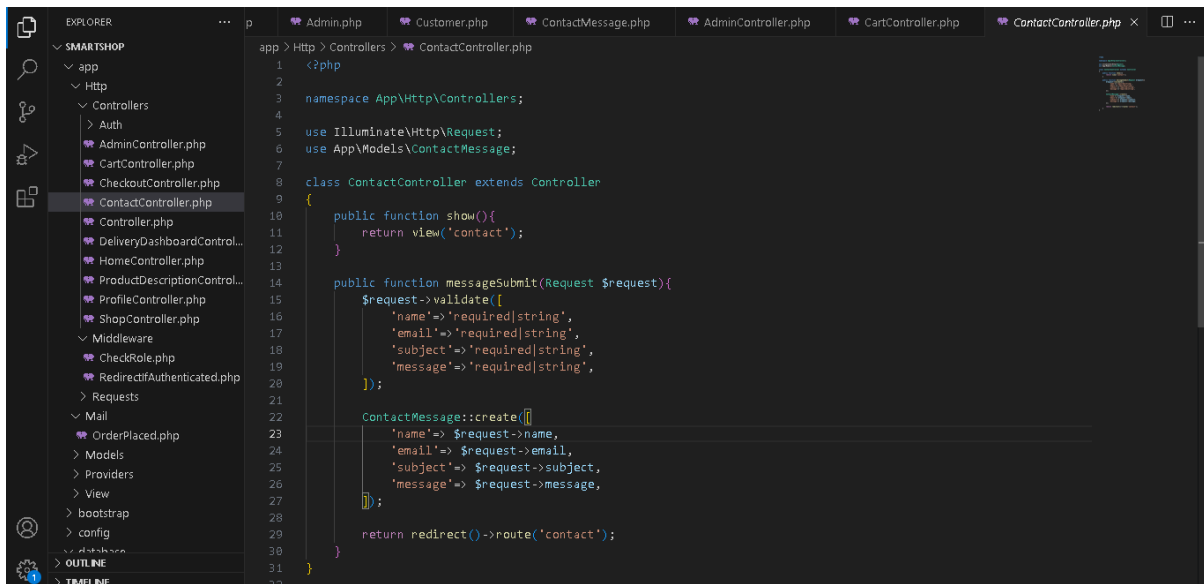 EXPLORER
···
p
Admin.php
Customer.php
ContactMessage.php
AdminController.php
CartController.php
ContactController.php ×
···
SMARTSHOP
app
Http
Controllers
Auth
AdminController.php
CartController.php
CheckoutController.php
ContactController.php
Controller.php
DeliveryDashboardControl...
HomeController.php
ProductDescriptionControl...
ProfileController.php
ShopController.php
Middleware
CheckRole.php
RedirectIfAuthenticated.php
Requests
Mail
OrderPlaced.php
Models
Providers
View
bootstrap
config
database
OUTLINE
TIMELINE
1
app > Http > Controllers > ContactController.php
1 <?php
2
3 namespace App\Http\Controllers;
4
5 use Illuminate\Http\Request;
6 use App\Models\ContactMessage;
7
8 class ContactController extends Controller
9 {
10 public function show(){
11 return view('contact');
12 }
13
14 public function messageSubmit(Request $request){
15 $request->validate([
16 'name'=>'required|string',
17 'email'=>'required|string',
18 'subject'=>'required|string',
19 'message'=>'required|string',
20 ]);
21
22 ContactMessage::create([
23 'name'=> $request->name,
24 'email'=> $request->email,
25 'subject'=> $request->subject,
26 'message'=> $request->message,
27 ]);
28
29 return redirect()->route('contact');
30 }
31 }
32